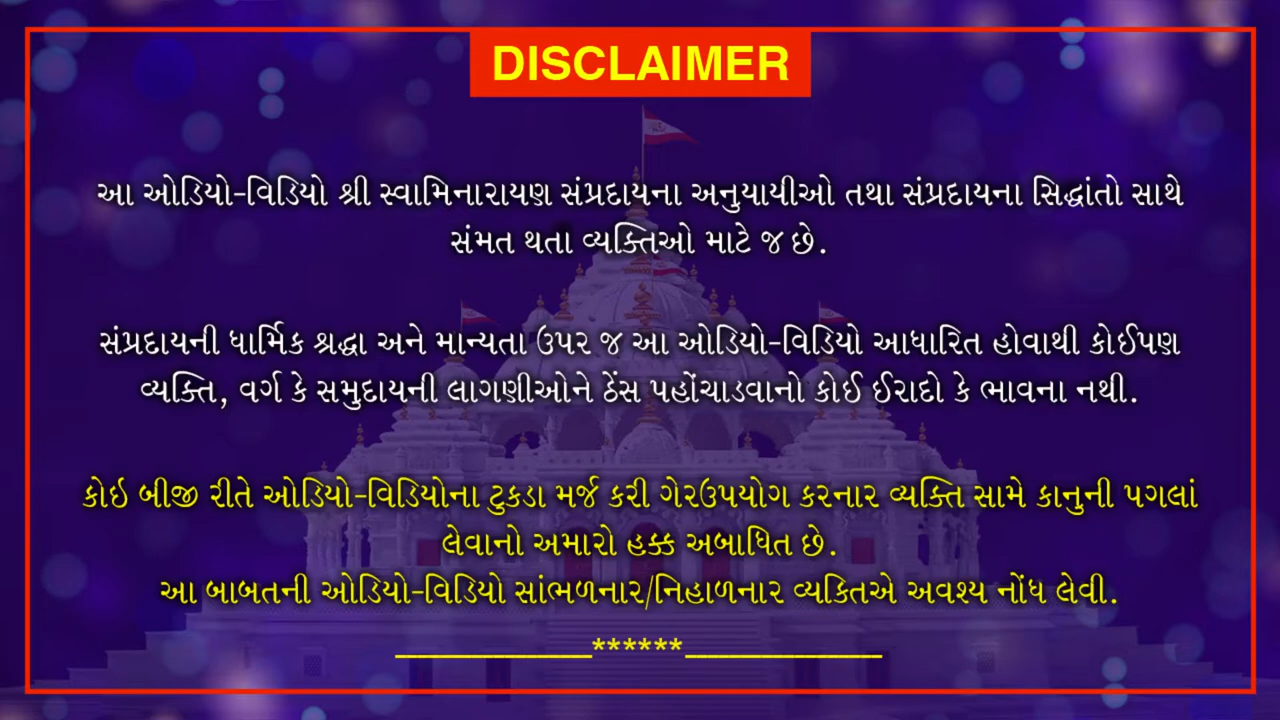 DISCLAIMER
આ ઓડિયો-વિડિયો શ્રી સ્વામિનારાયણ સંપ્રદાયના અનુયાયીઓ તથા સંપ્રદાયના સિદ્ધાંતો સાથે
સંમત થતા વ્યક્તિઓ માટે જ છે.
સંપ્રદાયની ધાર્મિક શ્રદ્ધા અને માન્યતા ઉપર જ આ ઓડિયો-વિડિયો આધારિત હોવાથી કોઈપણ
વ્યક્તિ, વર્ગ કે સમુદાયની લાગણીઓને ઠેંસ પહોંચાડવાનો કોઈ ઈરાદો કે ભાવના નથી.
કોઇ બીજી રીતે ઓડિયો-વિડિયોના ટુકડા મર્જ કરી ગેરઉપયોગ કરનાર વ્યક્તિ સામે કાનુની પગલાં
લેવાનો અમારો હક્ક અબાધિત છે.
આ બાબતની ઓડિયો-વિડિયો સાંભળનાર/નિહાળનાર વ્યકિતએ અવશ્ય નોંધ લેવી.
______________******______________